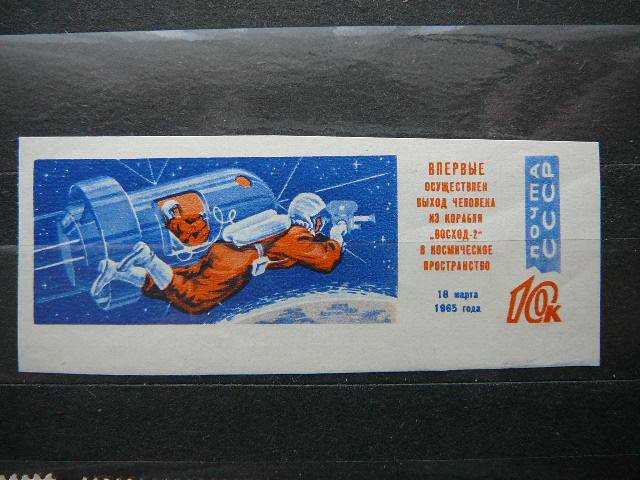 ВПЕРВЫЕ
ОСУЩЕСТВЛЕН
ВЫХОД ЧЕЛОВЕКА
ИЗ КОРАБЛЯ
„ВОСХОД-2"
В КОСМИЧЕСКОЕ
ПРОСТРАНСТВО
18 марта
1965 года
ПОЧТА
СССР
10К